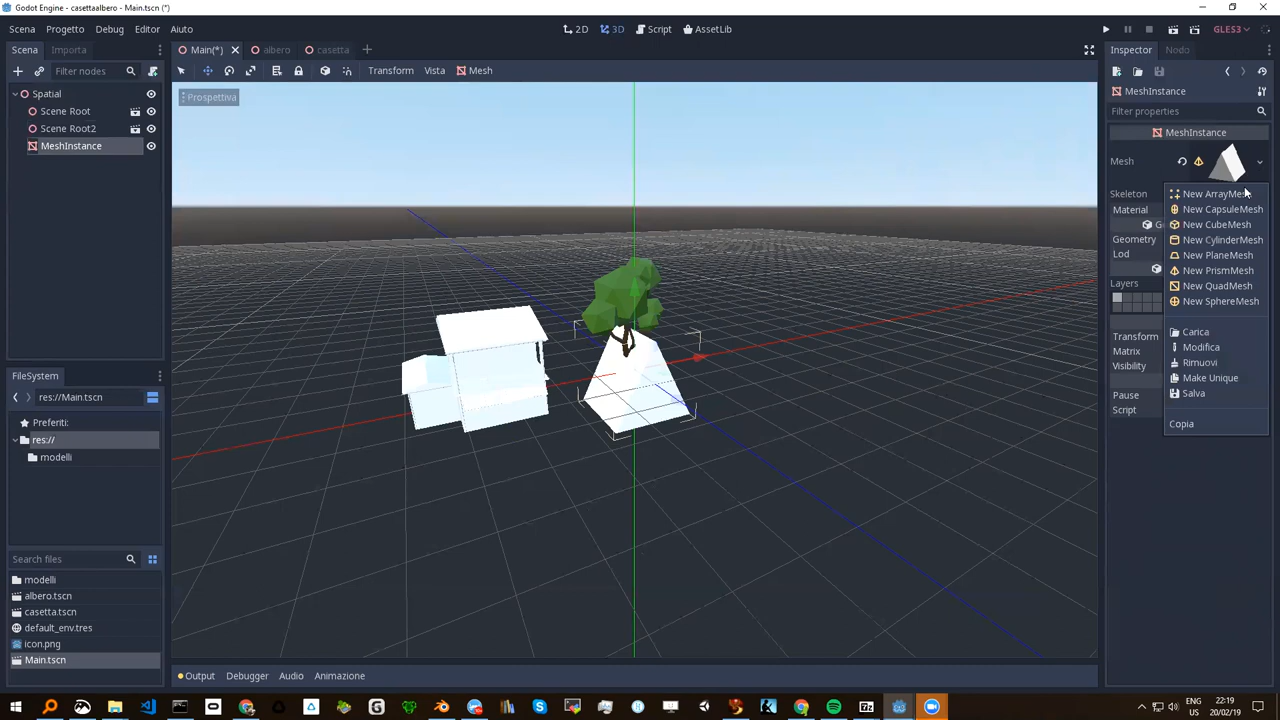 Godot Engine - casettaalbero - Main.tscn (*)
Scena Progetto Debug Editor Aiuto
2D 3D Script AssetLib
GLES3
Scena Importa
Main(*) albero casetta
Inspector Nodo
Filter nodes
Transform Vista Mesh
Spatial
Scene Root
Scene Root2
MeshInstance
Prospettiva
MeshInstance
Filter properties
MeshInstance
Mesh
Skeleton
Material
Geometry
Lod
Layers
Transform
Matrix
Visibility
Pause
Script
New ArrayMesh
New CapsuleMesh
New CubeMesh
New CylinderMesh
New PlaneMesh
New PrismMesh
New QuadMesh
New SphereMesh
Carica
Modifica
Rimuovi
Make Unique
Salva
Copia
FileSystem
res://Main.tscn
Preferiti:
res://
modelli
Search files
modelli
albero.tscn
casetta.tscn
default_env.tres
icon.png
Main.tscn
Output Debugger Audio Animazione
ENG
22:19
20/02/19